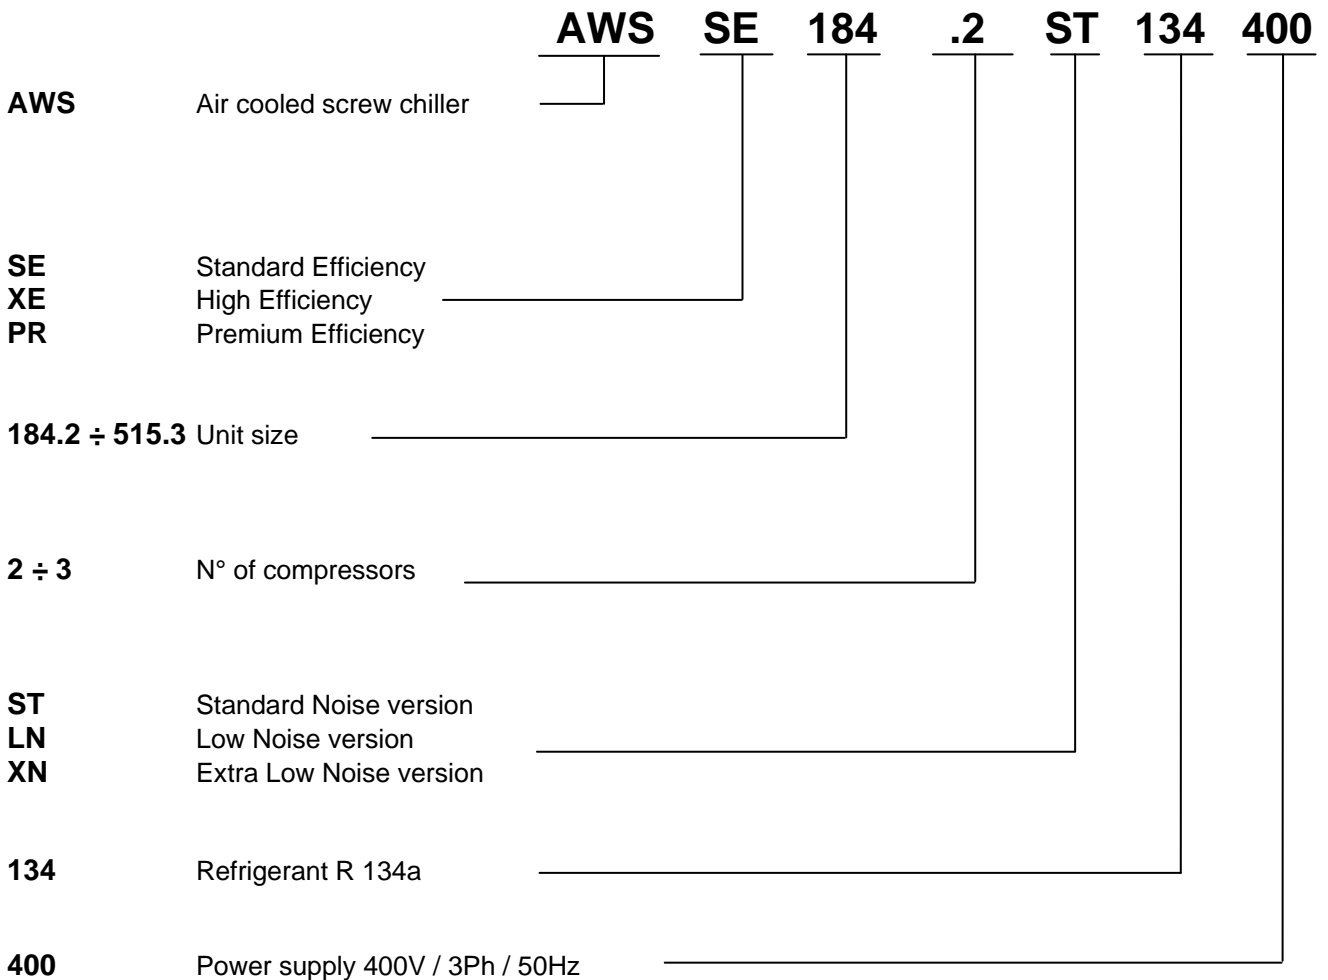 AWS SE 184 .2 ST 134 400
AWS Air cooled screw chiller
SE Standard Efficiency
XE High Efficiency
PR Premium Efficiency
184.2 ÷ 515.3 Unit size
2 ÷ 3 N° of compressors
ST Standard Noise version
LN Low Noise version
XN Extra Low Noise version
134 Refrigerant R 134a
400 Power supply 400V / 3Ph / 50Hz